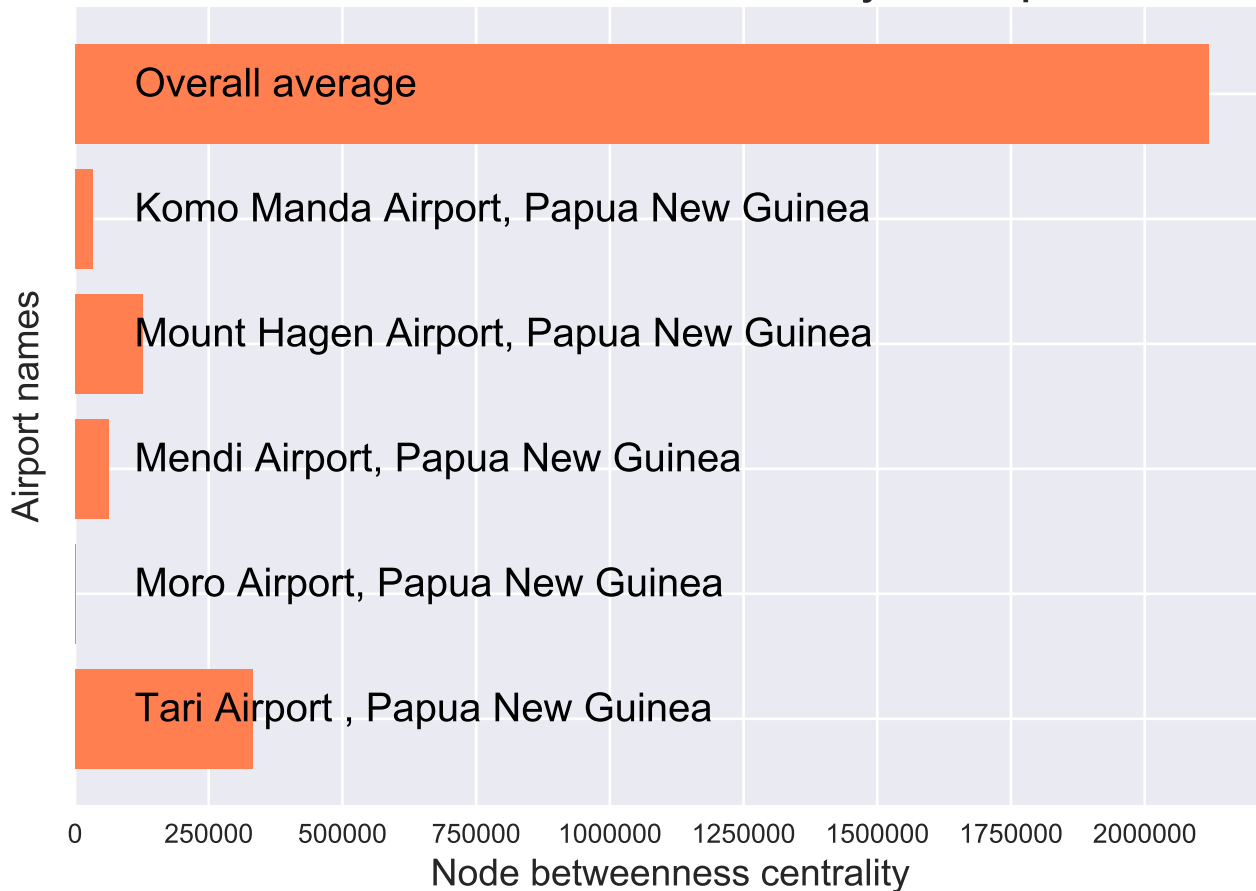 Overall average
Komo Manda Airport, Papua New Guinea
Mount Hagen Airport, Papua New Guinea
Mendi Airport, Papua New Guinea
Moro Airport, Papua New Guinea
Tari Airport , Papua New Guinea
Airport names
0 250000 500000 750000 1000000 1250000 1500000 1750000 2000000
Node betweenness centrality